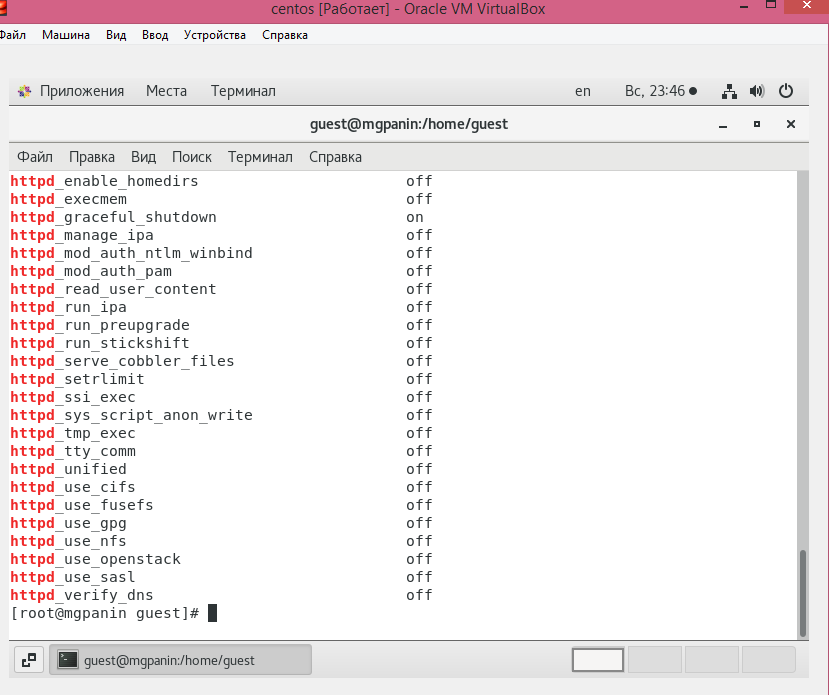 centos [Работает] - Oracle VM VirtualBox
Файл Машина Вид Ввод Устройства Справка
Приложения Места Терминал en Вс, 23:46
guest@mgpanin:/home/guest
Файл Правка Вид Поиск Терминал Справка
httpd_enable_homedirs off
httpd_execmem off
httpd_graceful_shutdown on
httpd_manage_ipa off
httpd_mod_auth_ntlm_winbind off
httpd_mod_auth_pam off
httpd_read_user_content off
httpd_run_ipa off
httpd_run_preupgrade off
httpd_run_stickshift off
httpd_serve_cobbler_files off
httpd_setrlimit off
httpd_ssi_exec off
httpd_sys_script_anon_write off
httpd_tmp_exec off
httpd_tty_comm off
httpd_unified off
httpd_use_cifs off
httpd_use_fusefs off
httpd_use_gpg off
httpd_use_nfs off
httpd_use_openstack off
httpd_use_sasl off
httpd_verify_dns off
[root@mgpanin guest]#
guest@mgpanin:/home/guest